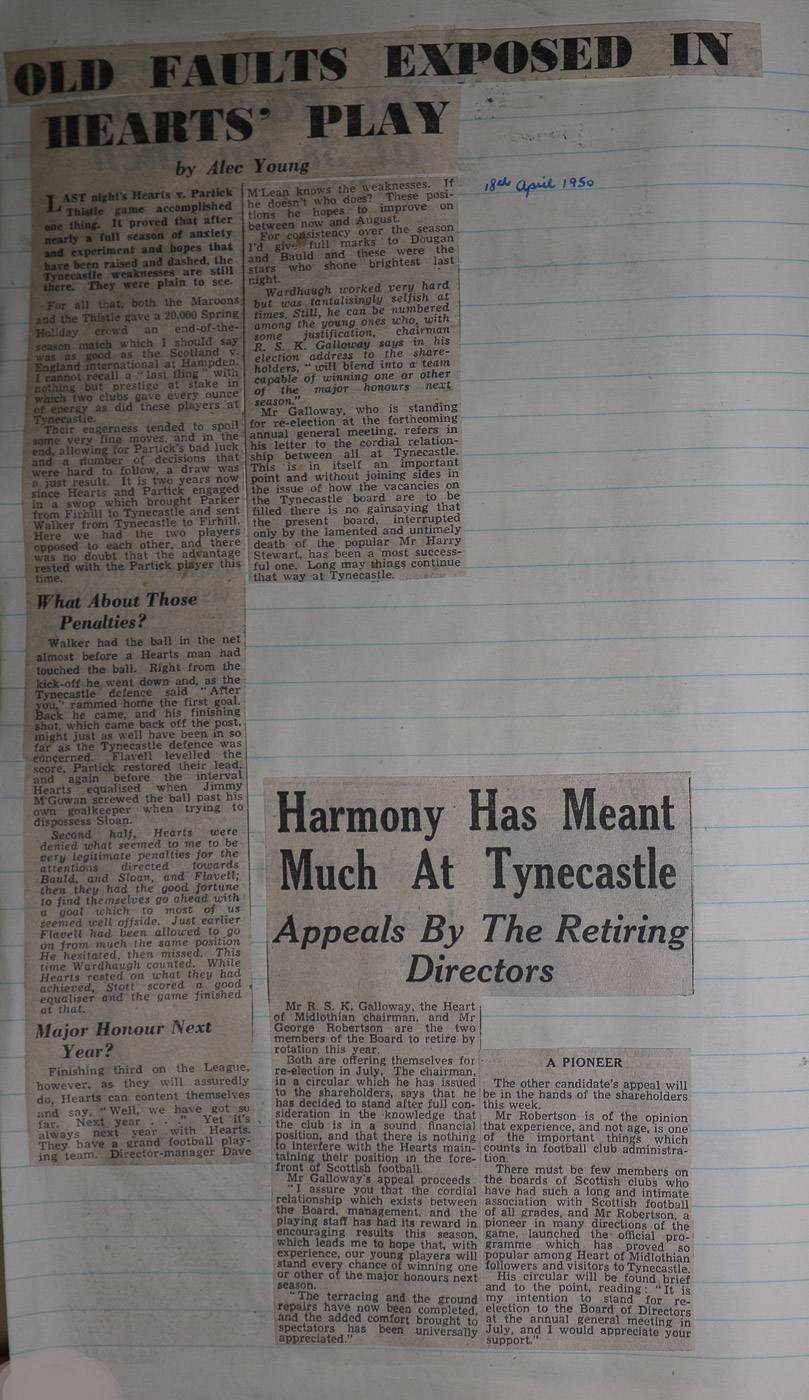 OLD FAULTS EXPOSED IN
HEARTS' PLAY
by Alec Young
18th April 1950
LAST night's Hearts v. Partick
Thistle game accomplished
one thing. It proved that after
nearly a full season of anxiety
and experiment and hopes that
have been raised and dashed, the
Tynecastle weaknesses are still
there. They were plain to see.
For all that, both the Maroons
and the Thistle gave a 20,000 Spring
Holiday crowd an end-of-the-
season match which I should say
was as good as the Scotland v.
England international at Hampden.
I cannot recall a "last fling" with
nothing but prestige at stake in
which two clubs gave every ounce
of energy as did these players at
Tynecastle.
Their eagerness tended to spoil
some very fine moves, and in the
end, allowing for Partick's bad luck
and a number of decisions that
were hard to follow, a draw was
a just result. It is two years now
since Hearts and Partick engaged
in a swop which brought Parker
from Firhill to Tynecastle and sent
Walker from Tynecastle to Firhill.
Here we had the two players
opposed to each other, and there
was no doubt that the advantage
rested with the Partick player this
time.
What About Those
Penalties?
Walker had the ball in the net
almost before a Hearts man had
touched the ball. Right from the
kick-off he went down and, as the
Tynecastle defence said "After
you," rammed home the first goal.
Back he came, and his finishing
shot, which came back off the post,
might just as well have been in so
far as the Tynecastle defence was
concerned. Flavell levelled the
score, Partick restored their lead,
and again before the interval
Hearts equalised when Jimmy
M'Gowan screwed the ball past his
own goalkeeper when trying to
dispossess Sloan.
Second half, Hearts were
denied what seemed to me to be
very legitimate penalties for the
attentions directed towards
Bauld, and Sloan, and Flavell;
then they had the good fortune
to find themselves go ahead with
a goal which to most of us
seemed well offside. Just earlier
Flavell had been allowed to go
on from much the same position
He hesitated, then missed. This
time Wardhaugh counted. While
Hearts rested on what they had
achieved, Stott scored a good
equaliser and the game finished
at that.
Major Honour Next
Year?
Finishing third on the League,
however, as they will assuredly
do, Hearts can content themselves
and say, "Well, we have got so
far. Next year . . ." Yet it's
always next year with Hearts.
They have a grand football play-
ing team. Director-manager Dave
M'Lean knows the weaknesses. If
he doesn't who does? These posi-
tions he hopes to improve on
between now and August.
For consistency over the season
I'd give full marks to Dougan
and Bauld and these were the
stars who shone brightest last
night.
Wardhaugh worked very hard
but was tantalisingly selfish at
times. Still, he can be numbered
among the young ones who, with
some justification, chairman
R. S. K. Galloway says in his
election address to the share-
holders, "will blend into a team
capable of winning one or other
of the major honours next
season."
Mr Galloway, who is standing
for re-election at the forthcoming
annual general meeting, refers in
his letter to the cordial relation-
ship between all at Tynecastle.
This is in itself an important
point and without joining sides in
the issue of how the vacancies on
the Tynecastle board are to be
filled there is no gainsaying that
the present board, interrupted
only by the lamented and untimely
death of the popular Mr Harry
Stewart, has been a most success-
ful one. Long may things continue
that way at Tynecastle.
Harmony Has Meant
Much At Tynecastle
Appeals By The Retiring
Directors
Mr R. S. K. Galloway, the Heart
of Midlothian chairman, and Mr
George Robertson are the two
members of the Board to retire by
rotation this year.
Both are offering themselves for
re-election in July. The chairman,
in a circular which he has issued
to the shareholders, says that he
has decided to stand after full con-
sideration in the knowledge that
the club is in a sound financial
position, and that there is nothing
to interfere with the Hearts main-
taining their position in the fore-
front of Scottish football.
Mr Galloway's appeal proceeds
"I assure you that the cordial
relationship which exists between
the Board, management, and the
playing staff has had its reward in
encouraging results this season,
which leads me to hope that, with
experience, our young players will
stand every chance of winning one
or other of the major honours next
season.
"The terracing and the ground
repairs have now been completed,
and the added comfort brought to
spectators has been universally
appreciated."
A PIONEER
The other candidate's appeal will
be in the hands of the shareholders
this week.
Mr Robertson is of the opinion
that experience, and not age, is one
of the important things which
counts in football club administra-
tion.
There must be few members on
the boards of Scottish clubs who
have had such a long and intimate
association with Scottish football
of all grades, and Mr Robertson, a
pioneer in many directions of the
game, launched the official pro-
gramme which has proved so
popular among Heart of Midlothian
followers and visitors to Tynecastle.
His circular will be found brief
and to the point, reading: "It is
my intention to stand for re-
election to the Board of Directors
at the annual general meeting in
July, and I would appreciate your
support."